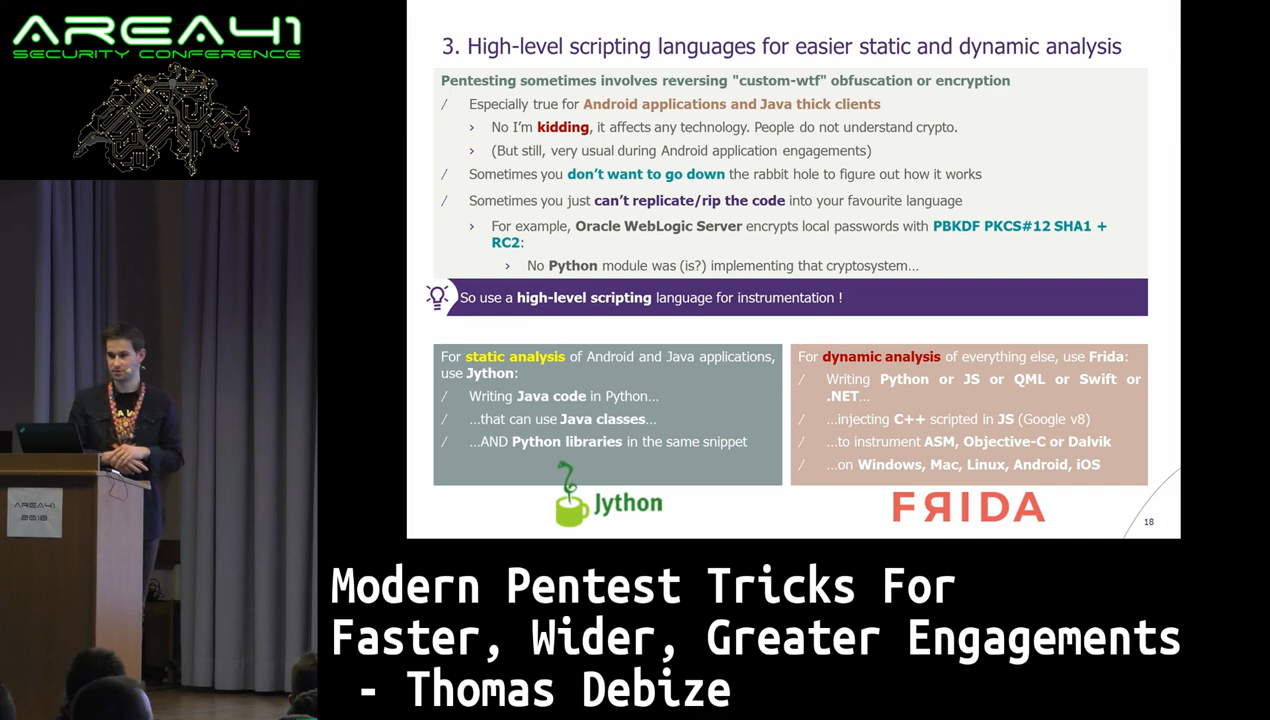 AREA41
SECURITY CONFERENCE
3. High-level scripting languages for easier static and dynamic analysis
Pentesting sometimes involves reversing "custom-wtf" obfuscation or encryption
/ Especially true for Android applications and Java thick clients
› No I'm kidding, it affects any technology. People do not understand crypto.
› (But still, very usual during Android application engagements)
/ Sometimes you don't want to go down the rabbit hole to figure out how it works
/ Sometimes you just can't replicate/rip the code into your favourite language
› For example, Oracle WebLogic Server encrypts local passwords with PBKDF PKCS#12 SHA1 +
RC2:
› No Python module was (is?) implementing that cryptosystem…
So use a high-level scripting language for instrumentation !
For static analysis of Android and Java applications,
use Jython:
/ Writing Java code in Python…
/ …that can use Java classes…
/ …AND Python libraries in the same snippet
Jython
For dynamic analysis of everything else, use Frida:
/ Writing Python or JS or QML or Swift or
.NET…
/ …injecting C++ scripted in JS (Google v8)
/ …to instrument ASM, Objective-C or Dalvik
/ …on Windows, Mac, Linux, Android, iOS
FRIDA
18
AREA41
2018
Modern Pentest Tricks For
Faster, Wider, Greater Engagements
- Thomas Debize